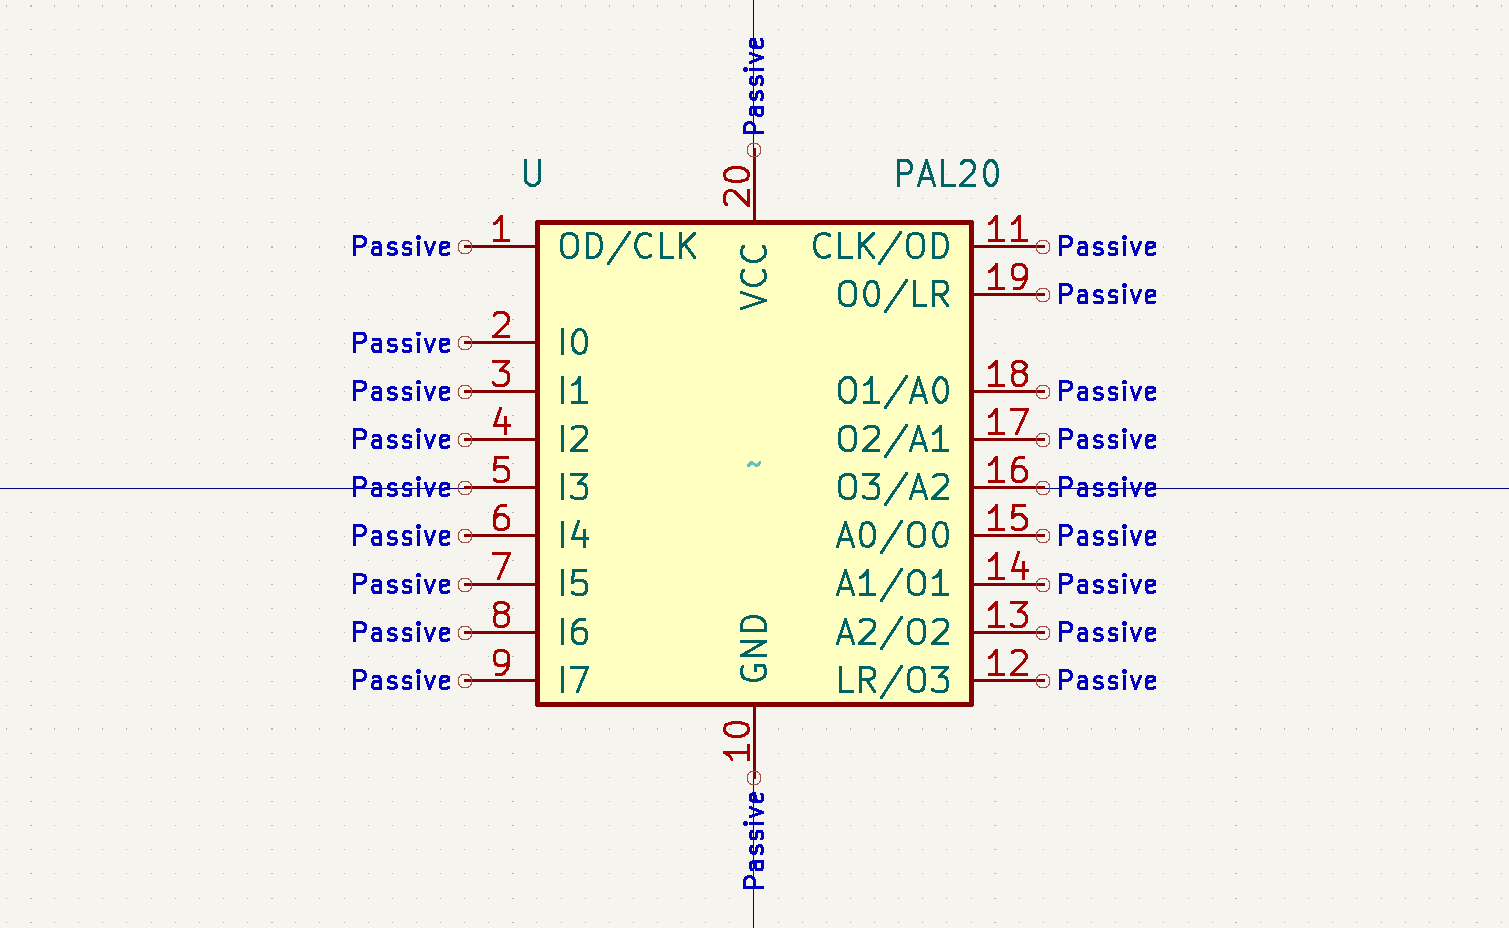 Passive
U
20
PAL20
Passive 1 OD/CLK VCC CLK/OD 11 Passive
O0/LR 19 Passive
Passive 2 I0
Passive 3 I1 O1/A0 18 Passive
Passive 4 I2 O2/A1 17 Passive
~
Passive 5 I3 O3/A2 16 Passive
Passive 6 I4 A0/O0 15 Passive
Passive 7 I5 A1/O1 14 Passive
Passive 8 I6 GND A2/O2 13 Passive
Passive 9 I7 LR/O3 12 Passive
10
Passive